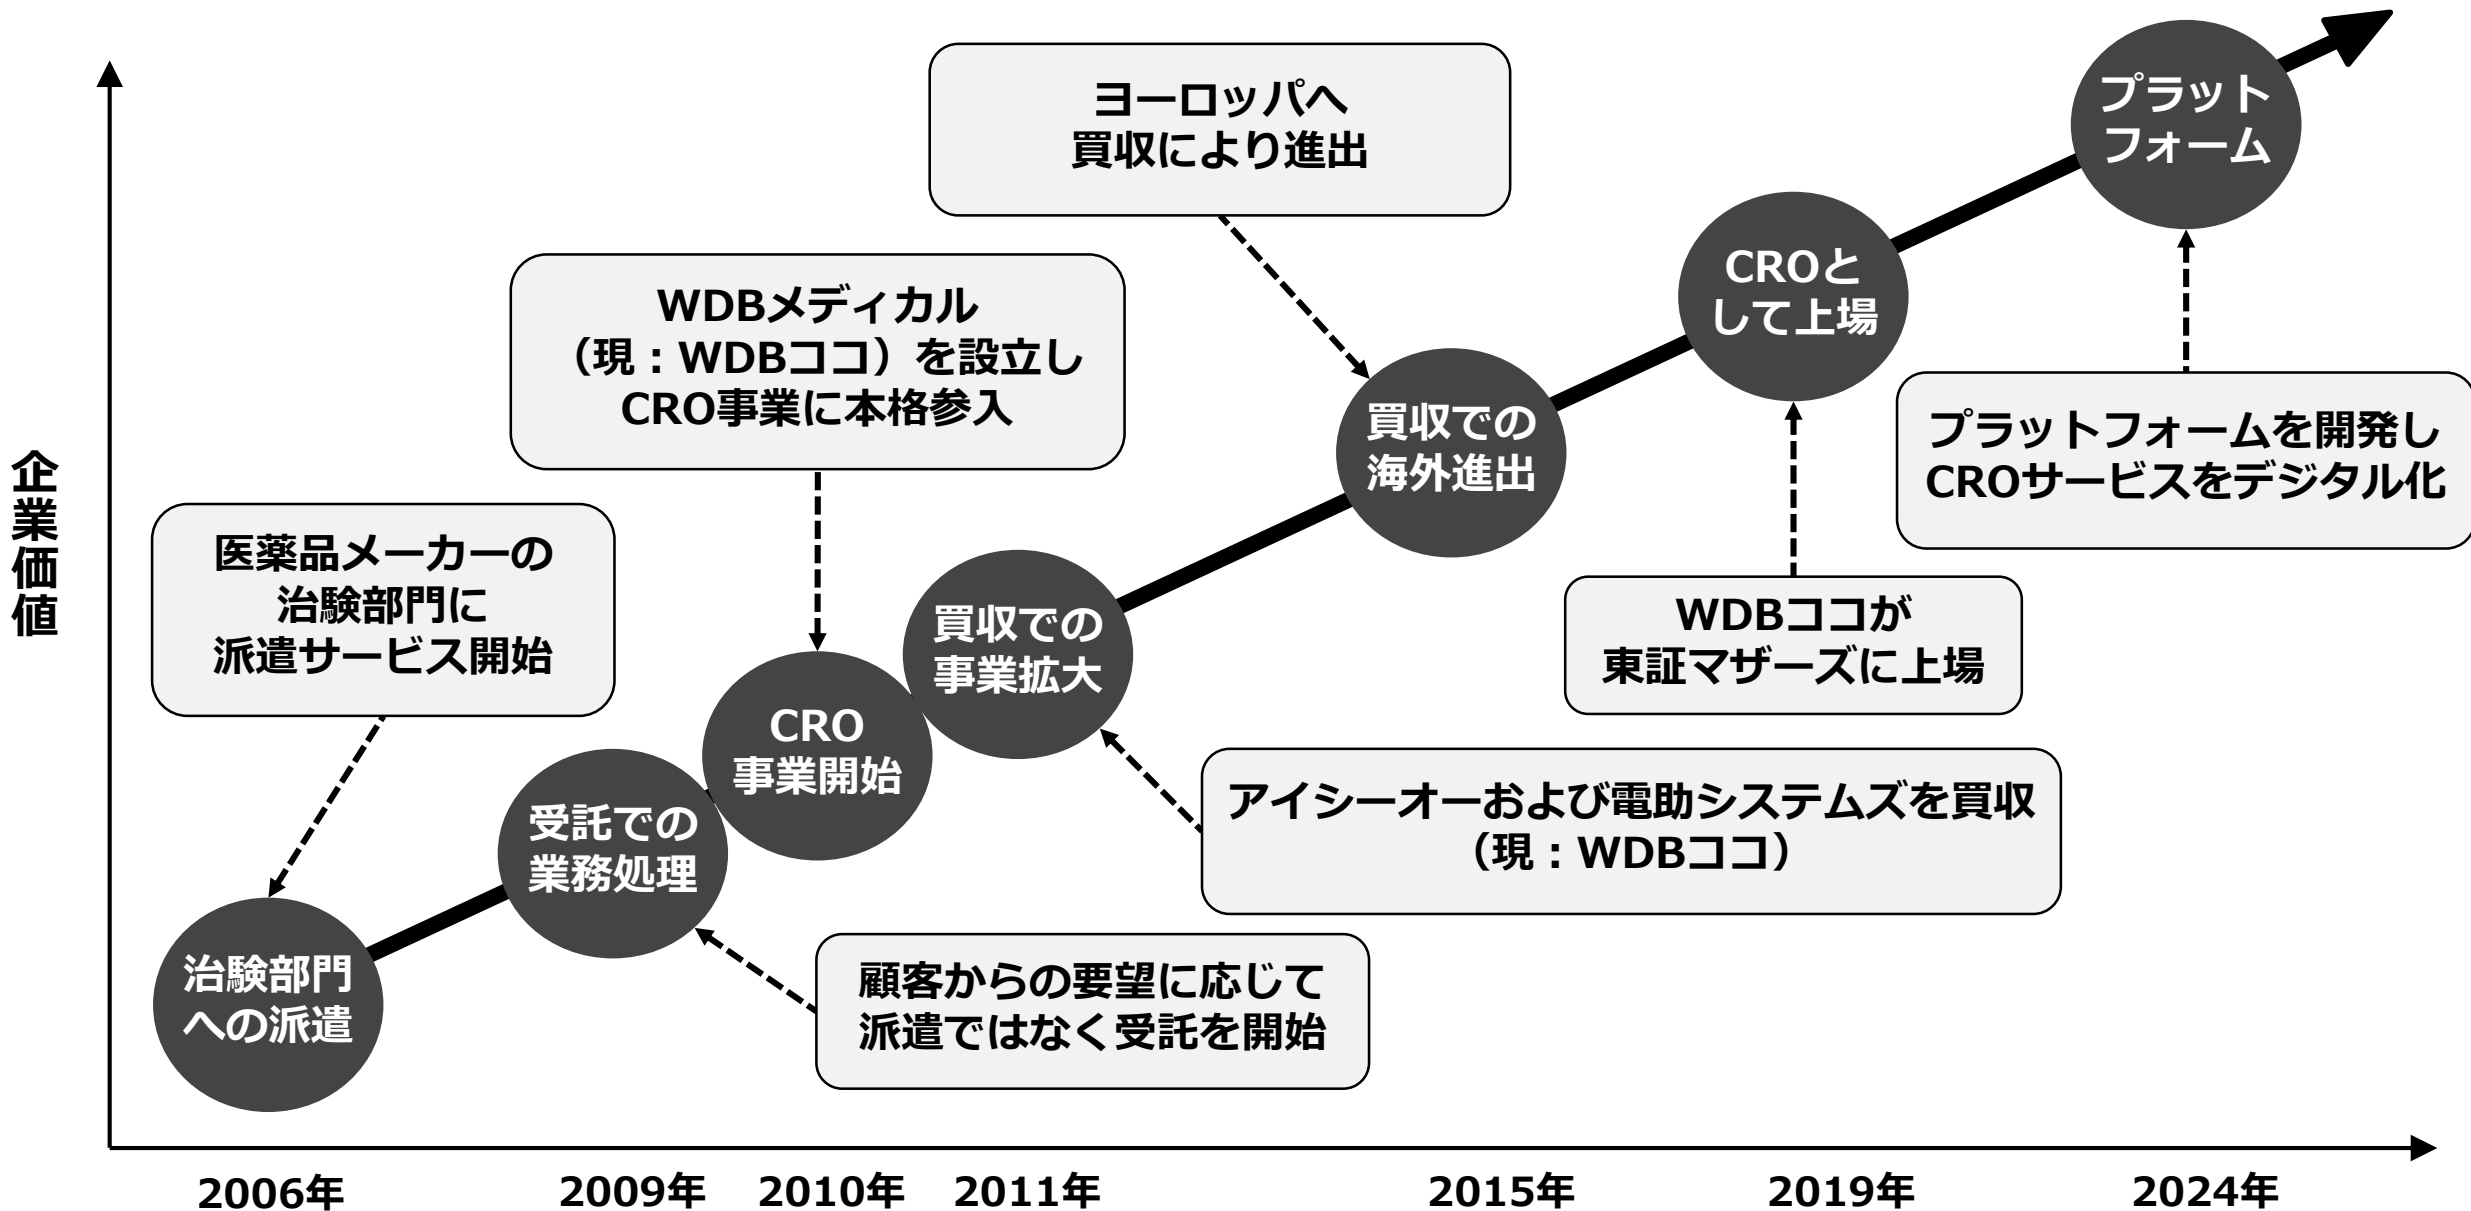 企業価値
医薬品メーカーの
治験部門に
派遣サービス開始
治験部門
への派遣
受託での
業務処理
顧客からの要望に応じて
派遣ではなく受託を開始
WDBメディカル
（現：WDBココ）を設立し
CRO事業に本格参入
CRO
事業開始
買収での
事業拡大
アイシーオーおよび電助システムズを買収
（現：WDBココ）
ヨーロッパへ
買収により進出
買収での
海外進出
CROと
して上場
WDBココが
東証マザーズに上場
プラット
フォーム
プラットフォームを開発し
CROサービスをデジタル化
2006年
2009年
2010年
2011年
2015年
2019年
2024年